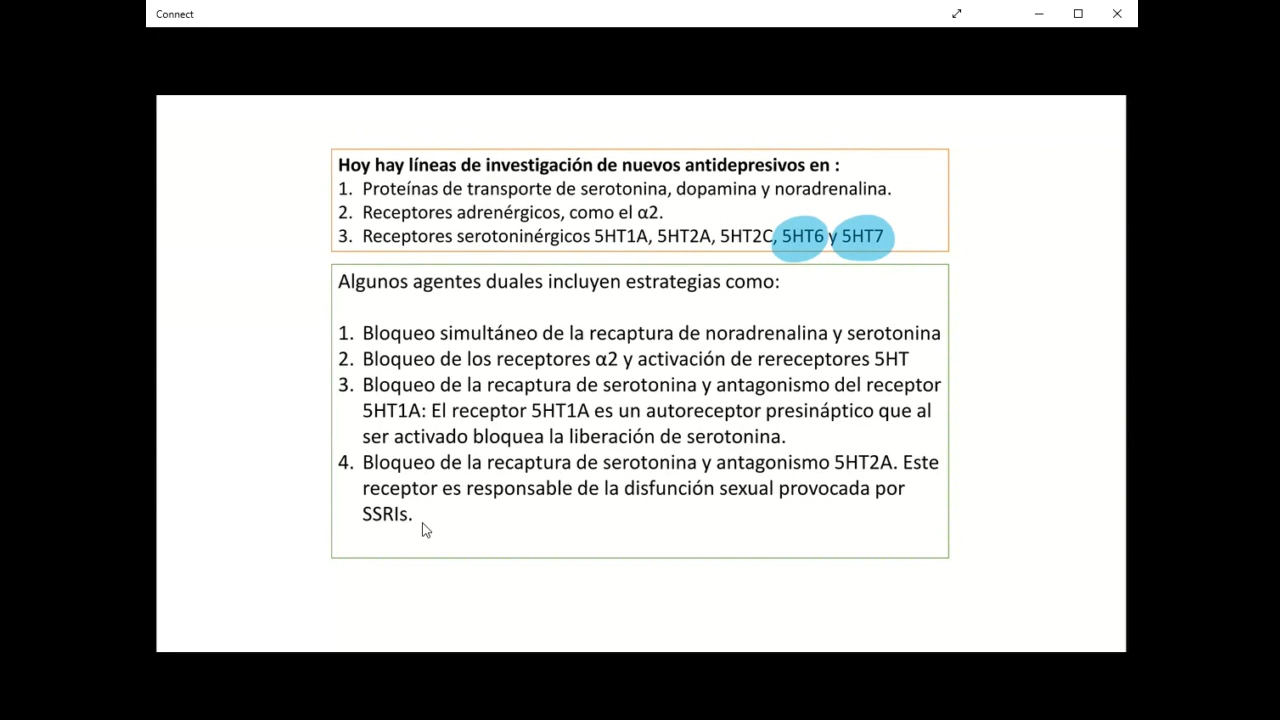 Connect
Hoy hay líneas de investigación de nuevos antidepresivos en :
1. Proteínas de transporte de serotonina, dopamina y noradrenalina.
2. Receptores adrenérgicos, como el α2.
3. Receptores serotoninérgicos 5HT1A, 5HT2A, 5HT2C, 5HT6 y 5HT7
Algunos agentes duales incluyen estrategias como:
1. Bloqueo simultáneo de la recaptura de noradrenalina y serotonina
2. Bloqueo de los receptores α2 y activación de rereceptores 5HT
3. Bloqueo de la recaptura de serotonina y antagonismo del receptor
5HT1A: El receptor 5HT1A es un autoreceptor presináptico que al
ser activado bloquea la liberación de serotonina.
4. Bloqueo de la recaptura de serotonina y antagonismo 5HT2A. Este
receptor es responsable de la disfunción sexual provocada por
SSRIs.